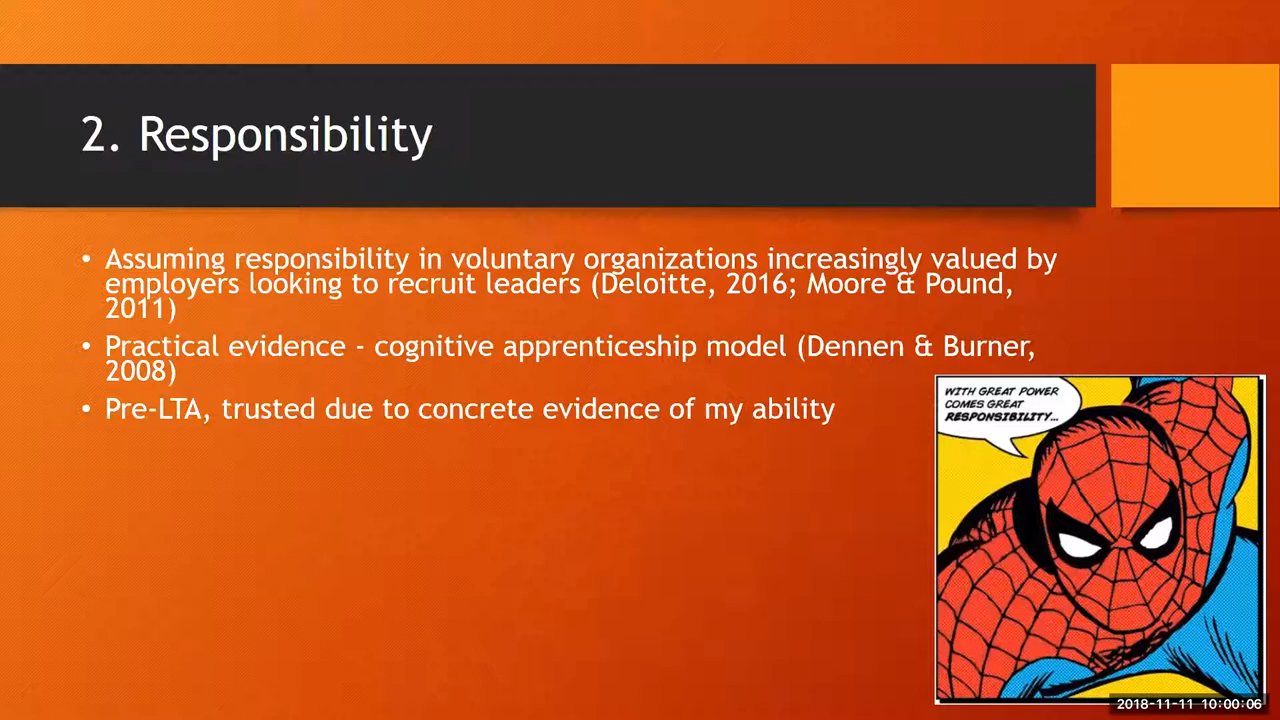 2. Responsibility
• Assuming responsibility in voluntary organizations increasingly valued by
employers looking to recruit leaders (Deloitte, 2016; Moore & Pound,
2011)
• Practical evidence - cognitive apprenticeship model (Dennen & Burner,
2008)
• Pre-LTA, trusted due to concrete evidence of my ability
WITH GREAT POWER
COMES GREAT
RESPONSIBILITY...
2018-11-11 10:00:06